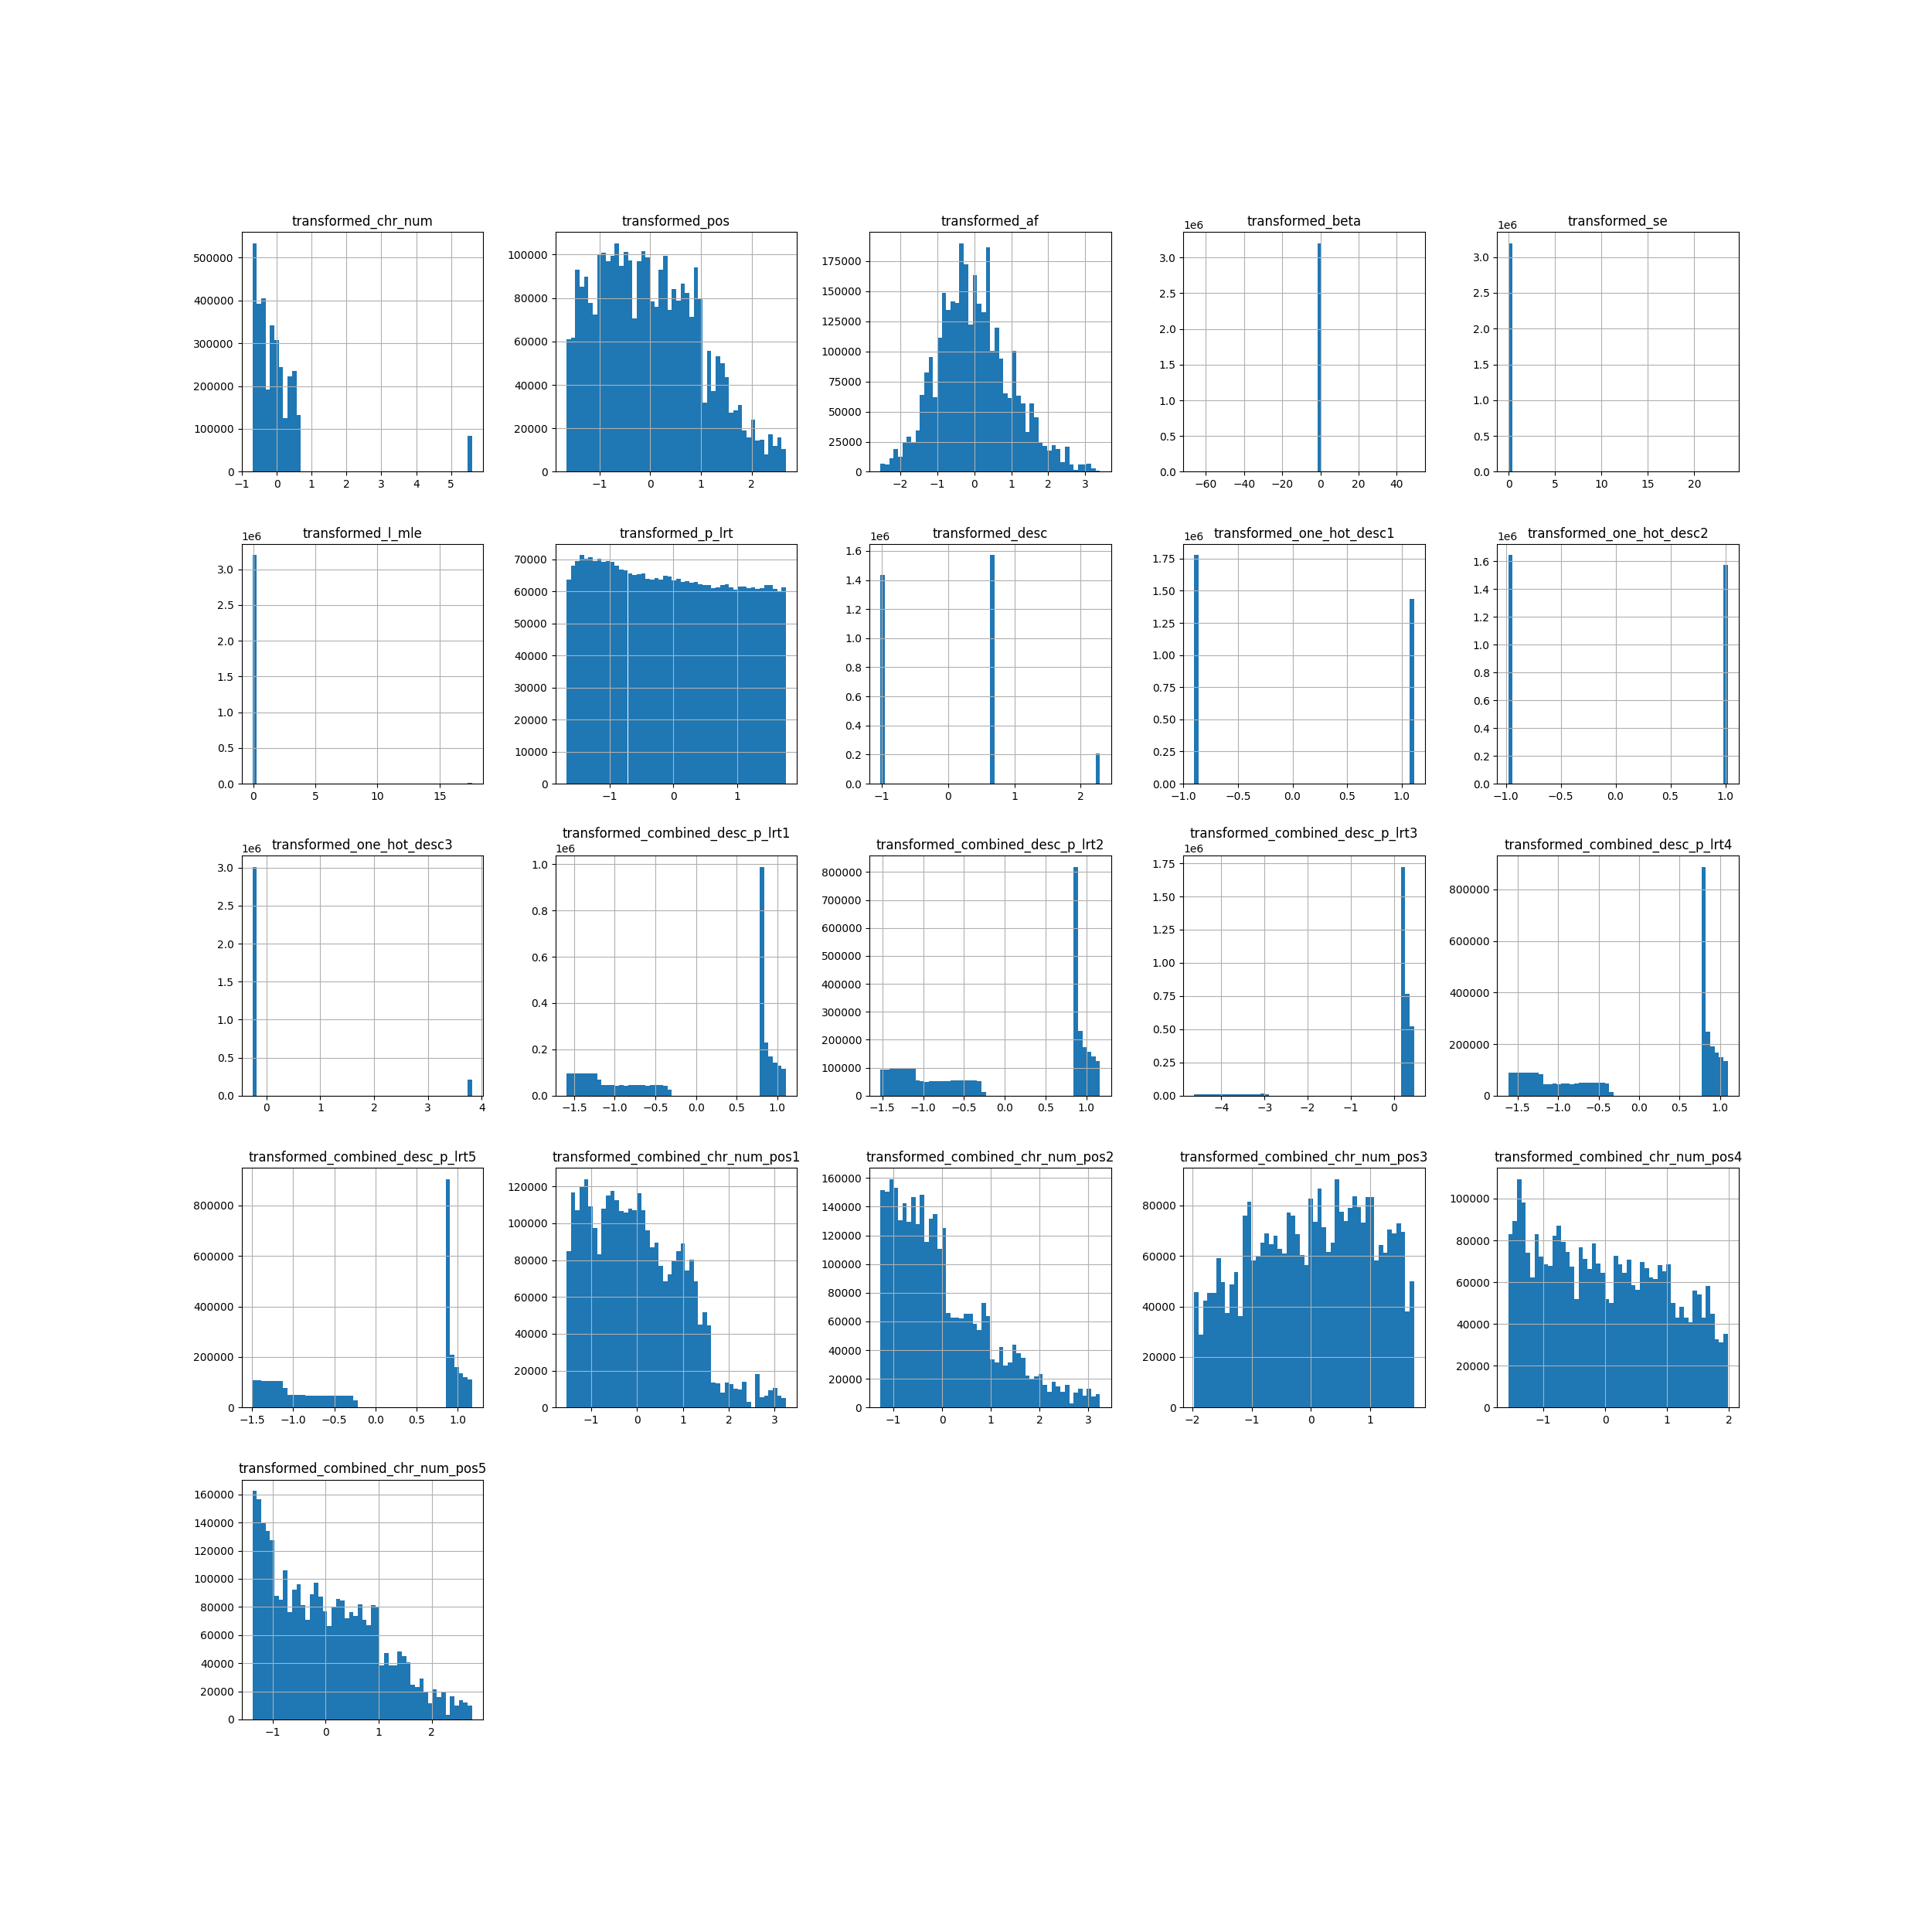 transformed_chr_num
500000
400000
300000
200000
100000
0
−1 0 1 2 3 4 5
transformed_pos
100000
80000
60000
40000
20000
0
−1 0 1 2
transformed_af
175000
150000
125000
100000
75000
50000
25000
0
−2 −1 0 1 2 3
transformed_beta
1e6
3.0
2.5
2.0
1.5
1.0
0.5
0.0
−60 −40 −20 0 20 40
transformed_se
1e6
3.0
2.5
2.0
1.5
1.0
0.5
0.0
0 5 10 15 20
transformed_l_mle
1e6
3.0
2.5
2.0
1.5
1.0
0.5
0.0
0 5 10 15
transformed_p_lrt
70000
60000
50000
40000
30000
20000
10000
0
−1 0 1
transformed_desc
1e6
1.6
1.4
1.2
1.0
0.8
0.6
0.4
0.2
0.0
−1 0 1 2
transformed_one_hot_desc1
1e6
1.75
1.50
1.25
1.00
0.75
0.50
0.25
0.00
−1.0 −0.5 0.0 0.5 1.0
transformed_one_hot_desc2
1e6
1.6
1.4
1.2
1.0
0.8
0.6
0.4
0.2
0.0
−1.0 −0.5 0.0 0.5 1.0
transformed_one_hot_desc3
1e6
3.0
2.5
2.0
1.5
1.0
0.5
0.0
0 1 2 3 4
transformed_combined_desc_p_lrt1
1e6
1.0
0.8
0.6
0.4
0.2
0.0
−1.5 −1.0 −0.5 0.0 0.5 1.0
transformed_combined_desc_p_lrt2
800000
700000
600000
500000
400000
300000
200000
100000
0
−1.5 −1.0 −0.5 0.0 0.5 1.0
transformed_combined_desc_p_lrt3
1e6
1.75
1.50
1.25
1.00
0.75
0.50
0.25
0.00
−4 −3 −2 −1 0
transformed_combined_desc_p_lrt4
800000
600000
400000
200000
0
−1.5 −1.0 −0.5 0.0 0.5 1.0
transformed_combined_desc_p_lrt5
800000
600000
400000
200000
0
−1.5 −1.0 −0.5 0.0 0.5 1.0
transformed_combined_chr_num_pos1
120000
100000
80000
60000
40000
20000
0
−1 0 1 2 3
transformed_combined_chr_num_pos2
160000
140000
120000
100000
80000
60000
40000
20000
0
−1 0 1 2 3
transformed_combined_chr_num_pos3
80000
60000
40000
20000
0
−2 −1 0 1
transformed_combined_chr_num_pos4
100000
80000
60000
40000
20000
0
−1 0 1 2
transformed_combined_chr_num_pos5
160000
140000
120000
100000
80000
60000
40000
20000
0
−1 0 1 2